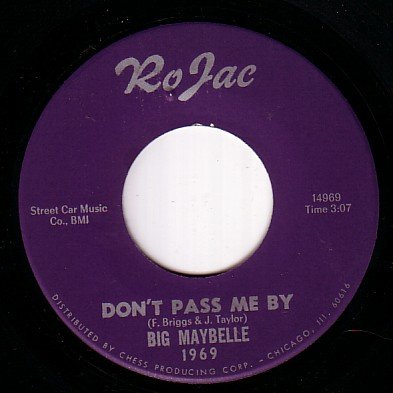 RoJac
Street Car Music
Co., BMI
14969
Time 3:07
DON'T PASS ME BY
(F. Briggs & J. Taylor)
BIG MAYBELLE
1969
DISTRIBUTED BY CHESS PRODUCING CORP. - CHICAGO, Ill. 60616